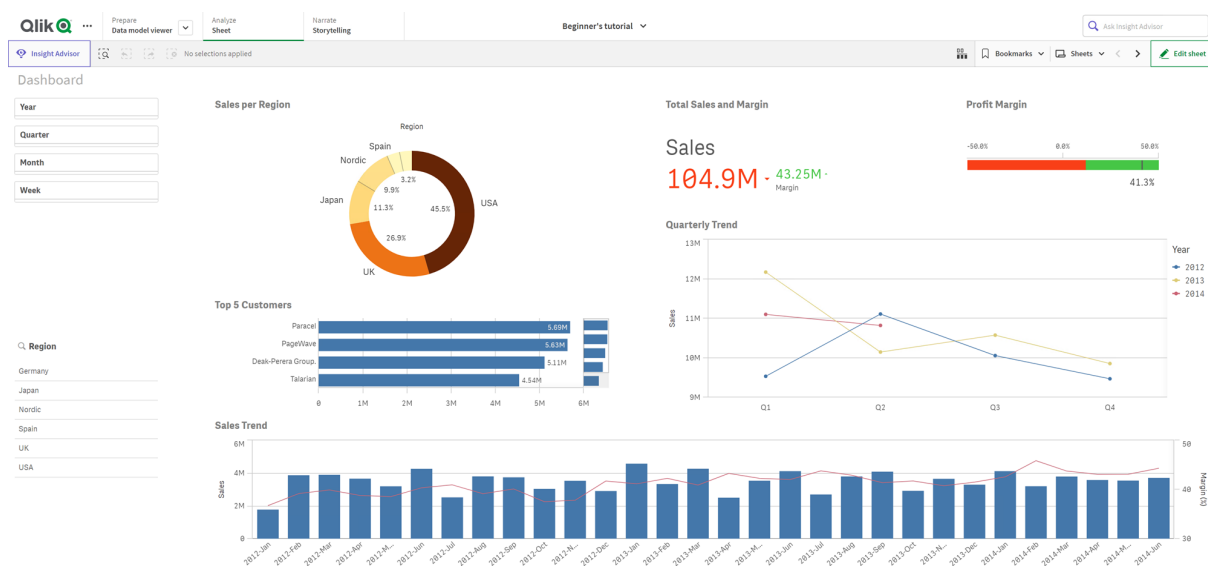 Qlik
...
Prepare
Data model viewer
Analyze
Sheet
Narrate
Storytelling
Beginner's tutorial
Ask Insight Advisor
Insight Advisor
No selections applied
Bookmarks
Sheets
Edit sheet
Dashboard
Year
Quarter
Month
Week
Region
Germany
Japan
Nordic
Spain
UK
USA
Sales per Region
Region
Spain
Nordic
Japan
USA
UK
3.2%
9.9%
11.3%
45.5%
26.9%
Total Sales and Margin
Sales
104.9M
43.25M
Margin
Profit Margin
-50.0% 0.0% 50.0%
41.3%
Top 5 Customers
Paracel 5.69M
PageWave 5.63M
Deak-Perera Group. 5.11M
Talarian 4.54M
0 1M 2M 3M 4M 5M 6M
Quarterly Trend
13M
12M
11M
10M
9M
Sales
Q1 Q2 Q3 Q4
Year
2012
2013
2014
Sales Trend
6M
4M
2M
0
Sales
50
40
30
Margin (%)
2012-Jan 2012-Feb 2012-Mar 2012-Apr 2012-M... 2012-Jun 2012-Jul 2012-Aug 2012-Sep 2012-Oct 2012-N... 2012-Dec 2013-Jan 2013-Feb 2013-Mar 2013-Apr 2013-M... 2013-Jun 2013-Jul 2013-Aug 2013-Sep 2013-Oct 2013-N... 2013-Dec 2014-Jan 2014-Feb 2014-Mar 2014-Apr 2014-M... 2014-Jun